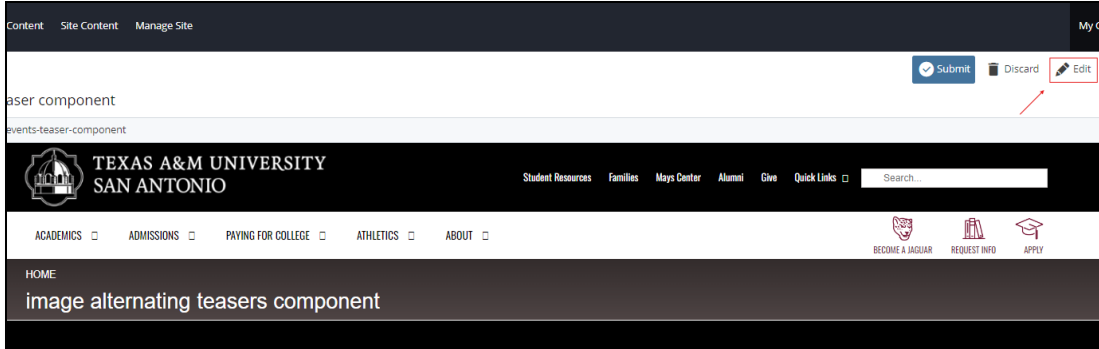 Content Site Content Manage Site My
Submit Discard Edit
aser component
events-teaser-component
TEXAS A&M UNIVERSITY
SAN ANTONIO
Student Resources Families Mays Center Alumni Give Quick Links Search...
ACADEMICS ADMISSIONS PAYING FOR COLLEGE ATHLETICS ABOUT
BECOME A JAGUAR REQUEST INFO APPLY
HOME
image alternating teasers component